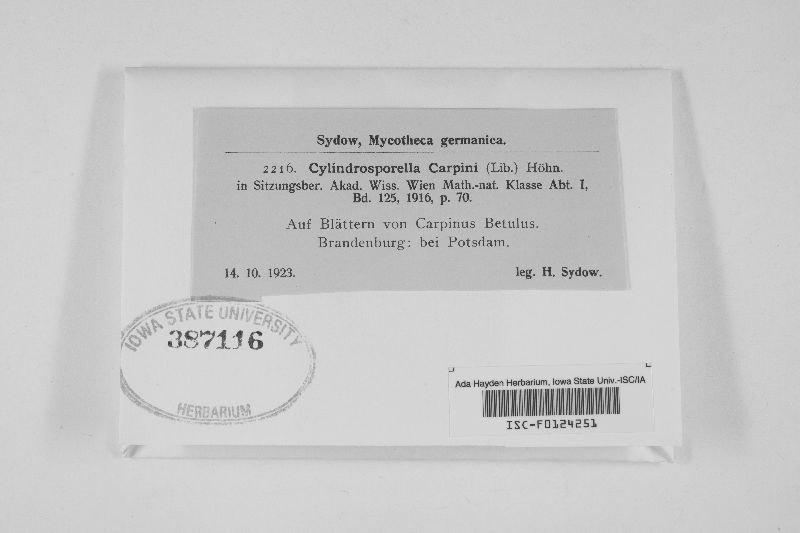 Sydow, Mycotheca germanica.
2216. Cylindrosporella Carpini (Lib.) Höhn.
in Sitzungsber. Akad. Wiss. Wien Math.-nat. Klasse Abt. I,
Bd. 125, 1916, p. 70.
Auf Blättern von Carpinus Betulus.
Brandenburg: bei Potsdam.
14. 10. 1923. leg. H. Sydow.
IOWA STATE UNIVERSITY
387116
HERBARIUM
Ada Hayden Herbarium, Iowa State Univ.-ISC/IA
ISC-F0124251